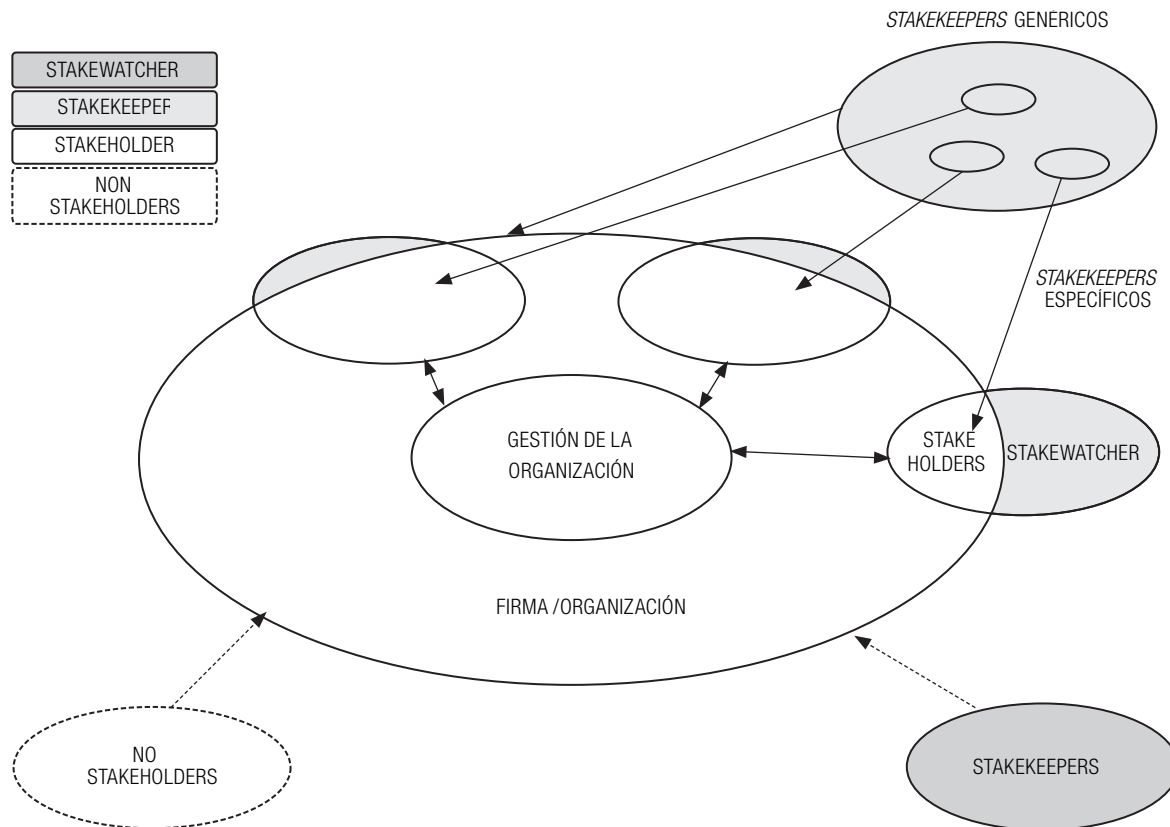 STAKEKEEPERS GENÉRICOS
STAKEWATCHER
STAKEKEEPER
STAKEHOLDER
NON
STAKEHOLDERS
STAKEKEEPERS
ESPECÍFICOS
GESTIÓN DE LA
ORGANIZACIÓN
STAKE
HOLDERS
STAKEWATCHER
FIRMA /ORGANIZACIÓN
NO
STAKEHOLDERS
STAKEKEEPERS